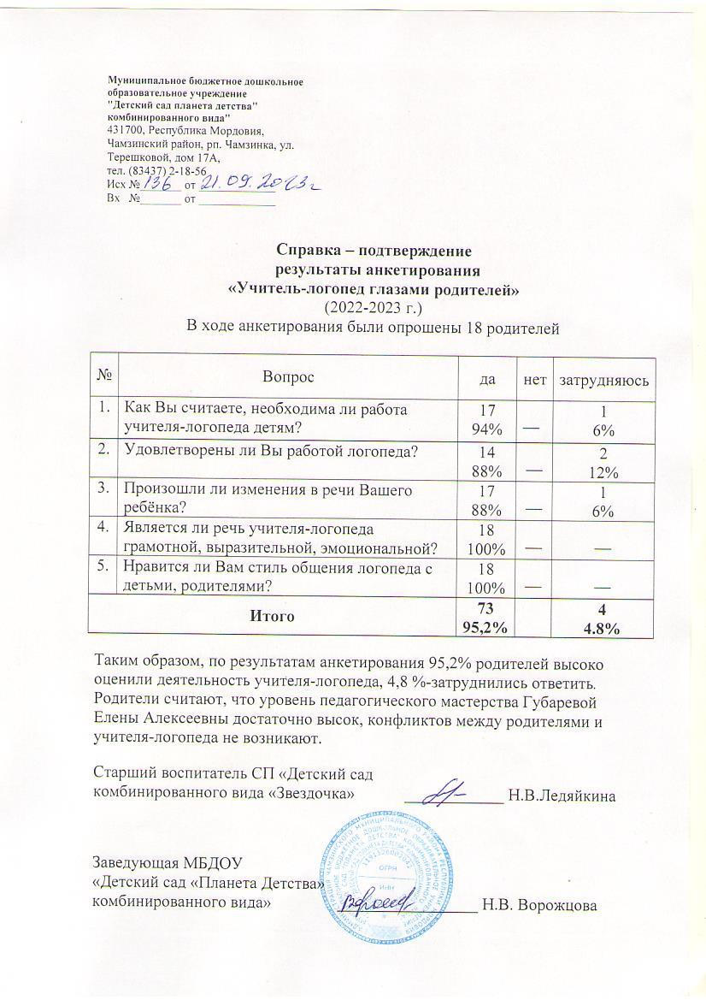 Муниципальное бюджетное дошкольное
образовательное учреждение
"Детский сад планета детства"
комбинированного вида"
431700, Республика Мордовия,
Чамзинский район, рп. Чамзинка, ул.
Терешковой, дом 17А,
тел. (83437) 2-18-56
Исх № 136 от 21.09.2023 г
Вх № от
Справка – подтверждение
результаты анкетирования
«Учитель-логопед глазами родителей»
(2022-2023 г.)
В ходе анкетирования были опрошены 18 родителей
№ Вопрос да нет затрудняюсь
1. Как Вы считаете, необходима ли работа 17 1
учителя-логопеда детям? 94% — 6%
2. Удовлетворены ли Вы работой логопеда? 14 2
88% — 12%
3. Произошли ли изменения в речи Вашего 17 1
ребёнка? 88% — 6%
4. Является ли речь учителя-логопеда 18
грамотной, выразительной, эмоциональной? 100% — —
5. Нравится ли Вам стиль общения логопеда с 18
детьми, родителями? 100% — —
Итого 73 4
95,2% 4.8%
Таким образом, по результатам анкетирования 95,2% родителей высоко
оценили деятельность учителя-логопеда, 4,8 %-затруднились ответить.
Родители считают, что уровень педагогического мастерства Губаревой
Елены Алексеевны достаточно высок, конфликтов между родителями и
учителя-логопеда не возникают.
Старший воспитатель СП «Детский сад
комбинированного вида «Звездочка» Н.В.Ледяйкина
Заведующая МБДОУ
«Детский сад «Планета Детства»
комбинированного вида» Н.В. Ворожцова
ОГРН
ИНН